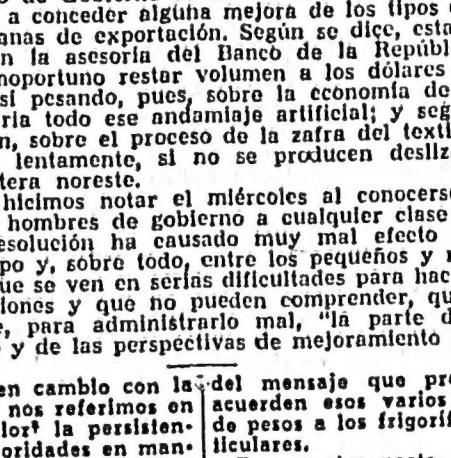 a conceder alguna mejora de los tipos
anas de exportación. Según se dice, esta
n la asesoría del Banco de la Repúbl
noportuno restar volumen a los dólares
así pesando, pues, sobre la economía de
ría todo ese andamiaje artificial; y seg
n, sobre el proceso de la zafra del texti
lentamente, si no se producen desliz
tera noreste.
hicimos notar el miércoles al conocers
hombres de gobierno a cualquier clase
esolución ha causado muy mal efecto
po y, sobre todo, entre los pequeños y
ue se ven en serias dificultades para hac
iones y que no pueden comprender, qu
, para administrarlo mal, "la parte d
y de las perspectivas de mejoramiento
en cambio con la
nos referimos en
lor la persisten-
oridades en man-
del mensaje que pr
acuerden esos varios
de pesos a los frigoríf
ticulares.